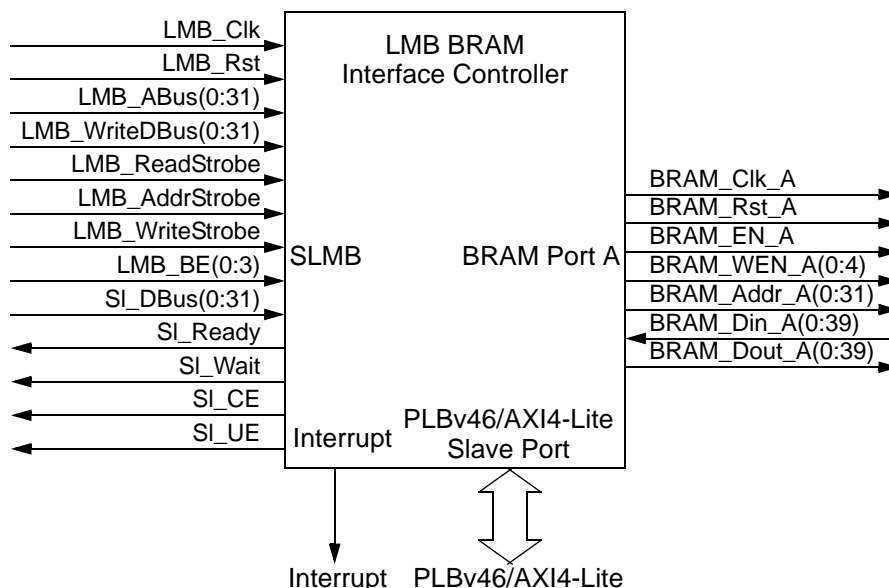 LMB_Clk
LMB_Rst
LMB_ABus(0:31)
LMB_WriteDBus(0:31)
LMB_ReadStrobe
LMB_AddrStrobe
LMB_WriteStrobe
LMB_BE(0:3)
Sl_DBus(0:31)
Sl_Ready
Sl_Wait
Sl_CE
Sl_UE
LMB BRAM
Interface Controller
SLMB
BRAM Port A
Interrupt
PLBv46/AXI4-Lite
Slave Port
BRAM_Clk_A
BRAM_Rst_A
BRAM_EN_A
BRAM_WEN_A(0:4)
BRAM_Addr_A(0:31)
BRAM_Din_A(0:39)
BRAM_Dout_A(0:39)
Interrupt
PLBv46/AXI4-Lite